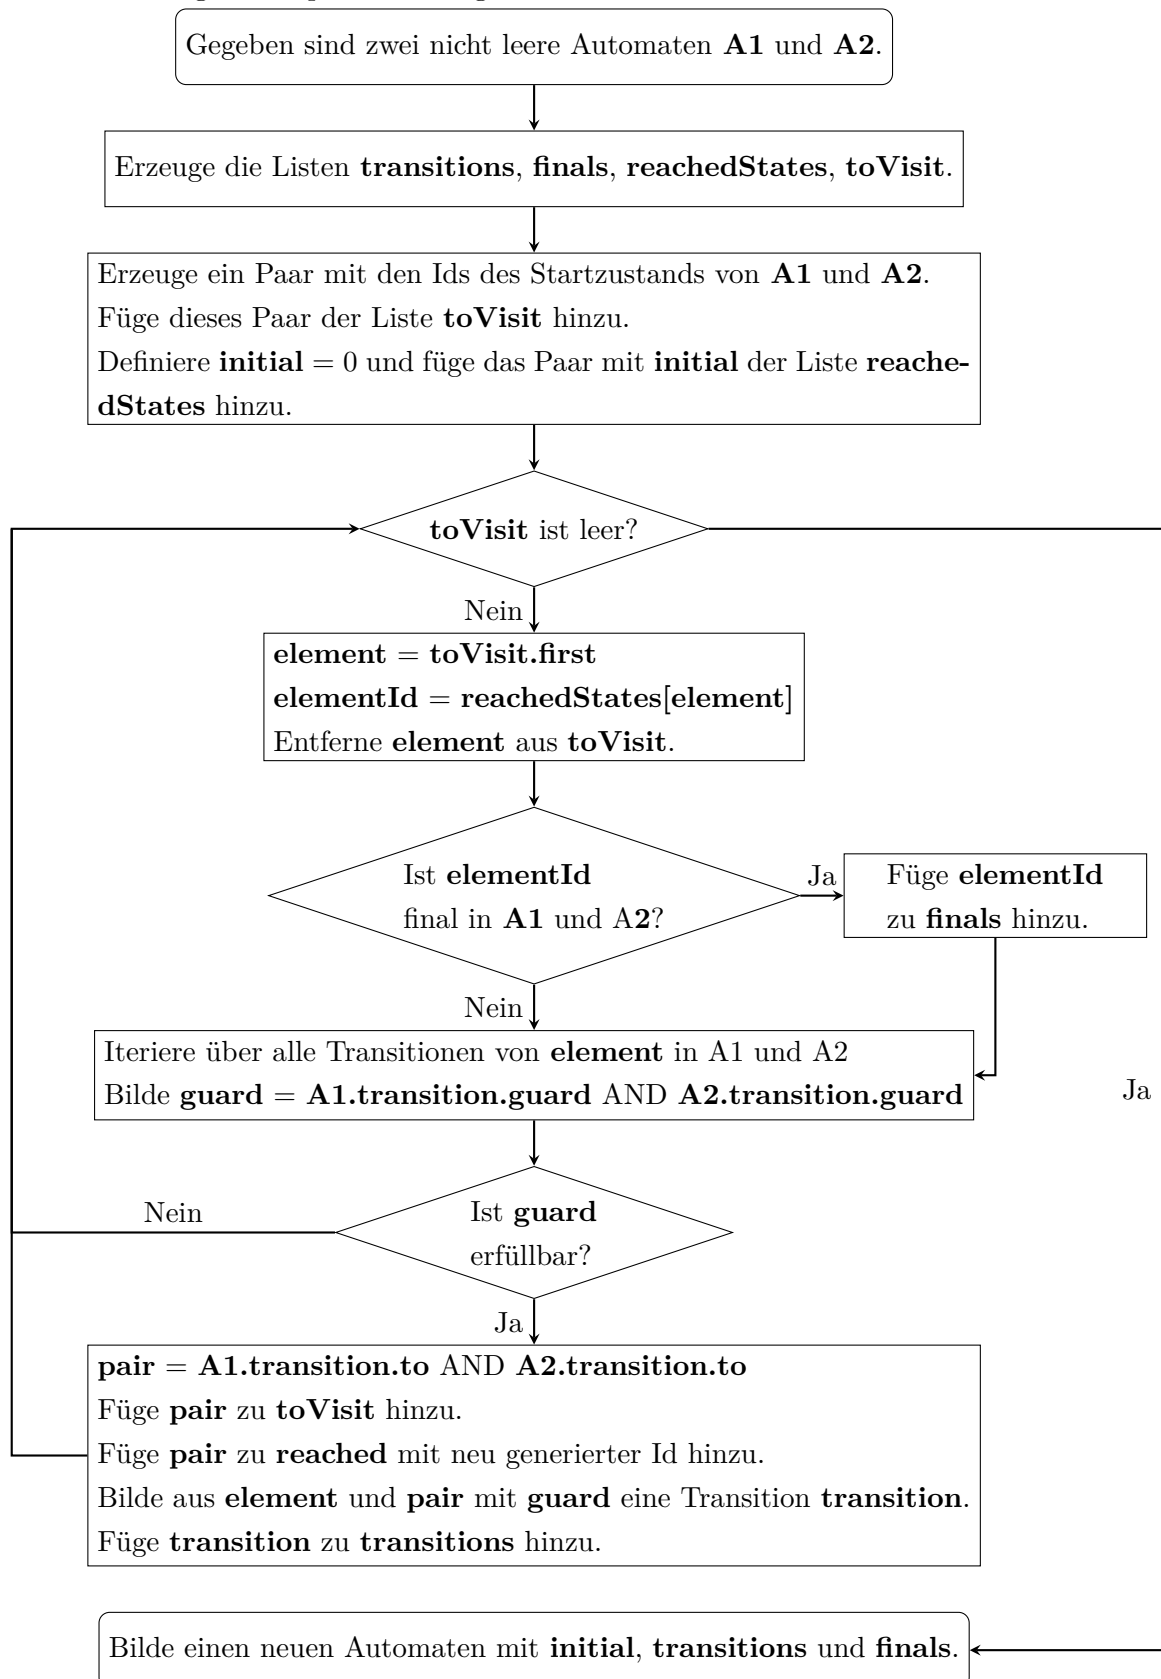 Gegeben sind zwei nicht leere Automaten A1 und A2.
Erzeuge die Listen transitions, finals, reachedStates, toVisit.
Erzeuge ein Paar mit den Ids des Startzustands von A1 und A2.
Füge dieses Paar der Liste toVisit hinzu.
Definiere initial = 0 und füge das Paar mit initial der Liste reache-
dStates hinzu.
toVisit ist leer?
Nein
element = toVisit.first
elementId = reachedStates[element]
Entferne element aus toVisit.
Ist elementId
final in A1 und A2?
Ja
Füge elementId
zu finals hinzu.
Nein
Iteriere über alle Transitionen von element in A1 und A2
Bilde guard = A1.transition.guard AND A2.transition.guard
Ja
Ist guard
erfüllbar?
Nein
Ja
pair = A1.transition.to AND A2.transition.to
Füge pair zu toVisit hinzu.
Füge pair zu reached mit neu generierter Id hinzu.
Bilde aus element und pair mit guard eine Transition transition.
Füge transition zu transitions hinzu.
Bilde einen neuen Automaten mit initial, transitions und finals.